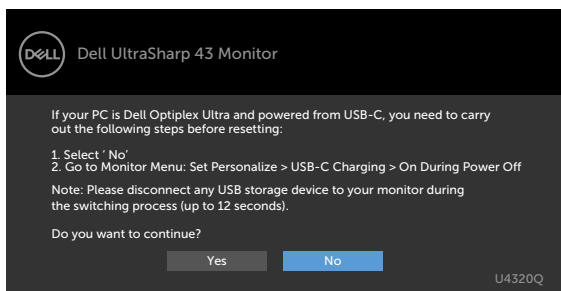 DELL
Dell UltraSharp 43 Monitor
If your PC is Dell Optiplex Ultra and powered from USB-C, you need to carry
out the following steps before resetting:
1. Select ‘ No’
2. Go to Monitor Menu: Set Personalize > USB-C Charging > On During Power Off
Note: Please disconnect any USB storage device to your monitor during
the switching process (up to 12 seconds).
Do you want to continue?
Yes No
U4320Q